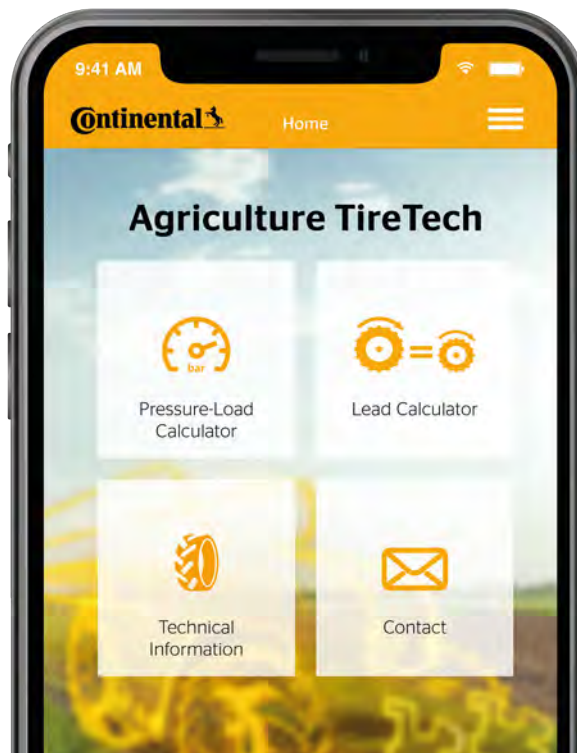 9:41 AM
Continental
Home
Agriculture TireTech
bar
Pressure-Load
Calculator
Lead Calculator
Technical
Information
Contact